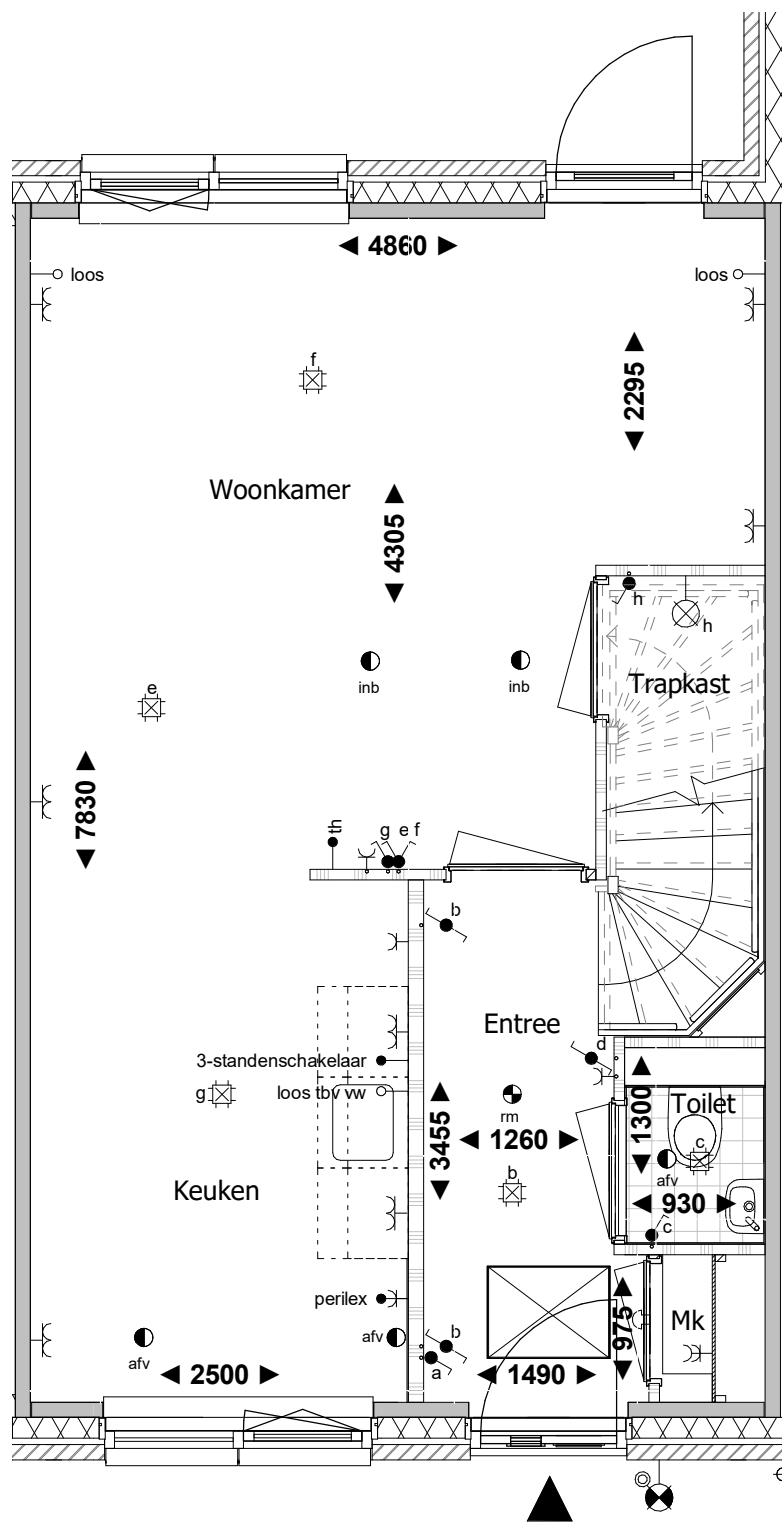 4860
loos
loos
f
2295
Woonkamer
4305
h
h
inb
inb
Trapkast
e
7830
th
g
e f
b
Entree
3-standenschakelaar
d
g
loos tbv vw
rm
1300
Toilet
3455
1260
c
afv
b
930
Keuken
c
perilex
975
Mk
afv
afv
b
a
2500
1490